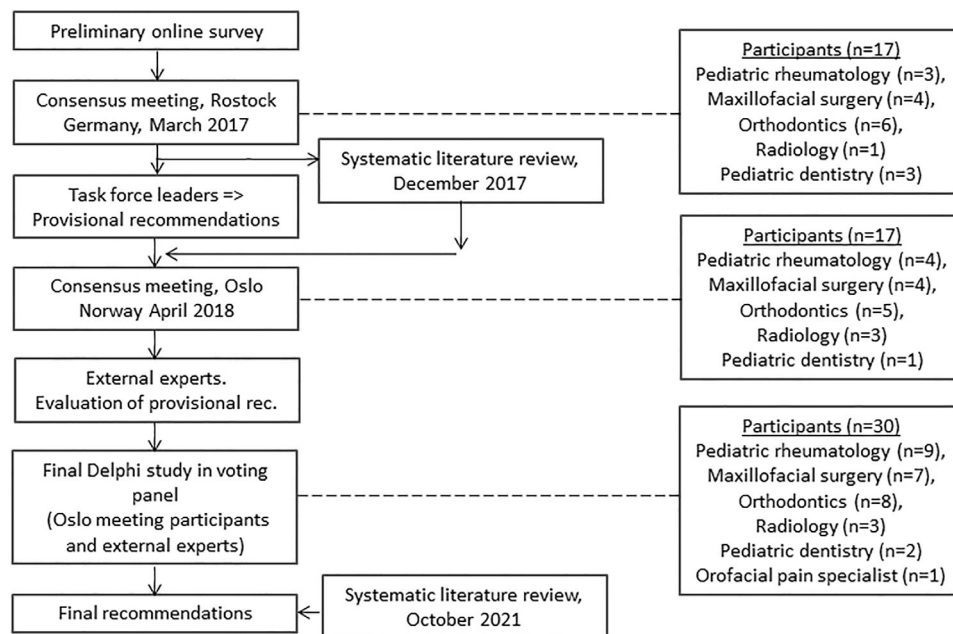 Preliminary online survey
Consensus meeting, Rostock
Germany, March 2017
Participants (n=17)
Pediatric rheumatology (n=3),
Maxillofacial surgery (n=4),
Orthodontics (n=6),
Radiology (n=1)
Pediatric dentistry (n=3)
Systematic literature review,
December 2017
Task force leaders =>
Provisional recommendations
Consensus meeting, Oslo
Norway April 2018
Participants (n=17)
Pediatric rheumatology (n=4),
Maxillofacial surgery (n=4),
Orthodontics (n=5),
Radiology (n=3)
Pediatric dentistry (n=1)
External experts.
Evaluation of provisional rec.
Final Delphi study in voting
panel
(Oslo meeting participants
and external experts)
Participants (n=30)
Pediatric rheumatology (n=9),
Maxillofacial surgery (n=7),
Orthodontics (n=8),
Radiology (n=3)
Pediatric dentistry (n=2)
Orofacial pain specialist (n=1)
Final recommendations
Systematic literature review,
October 2021